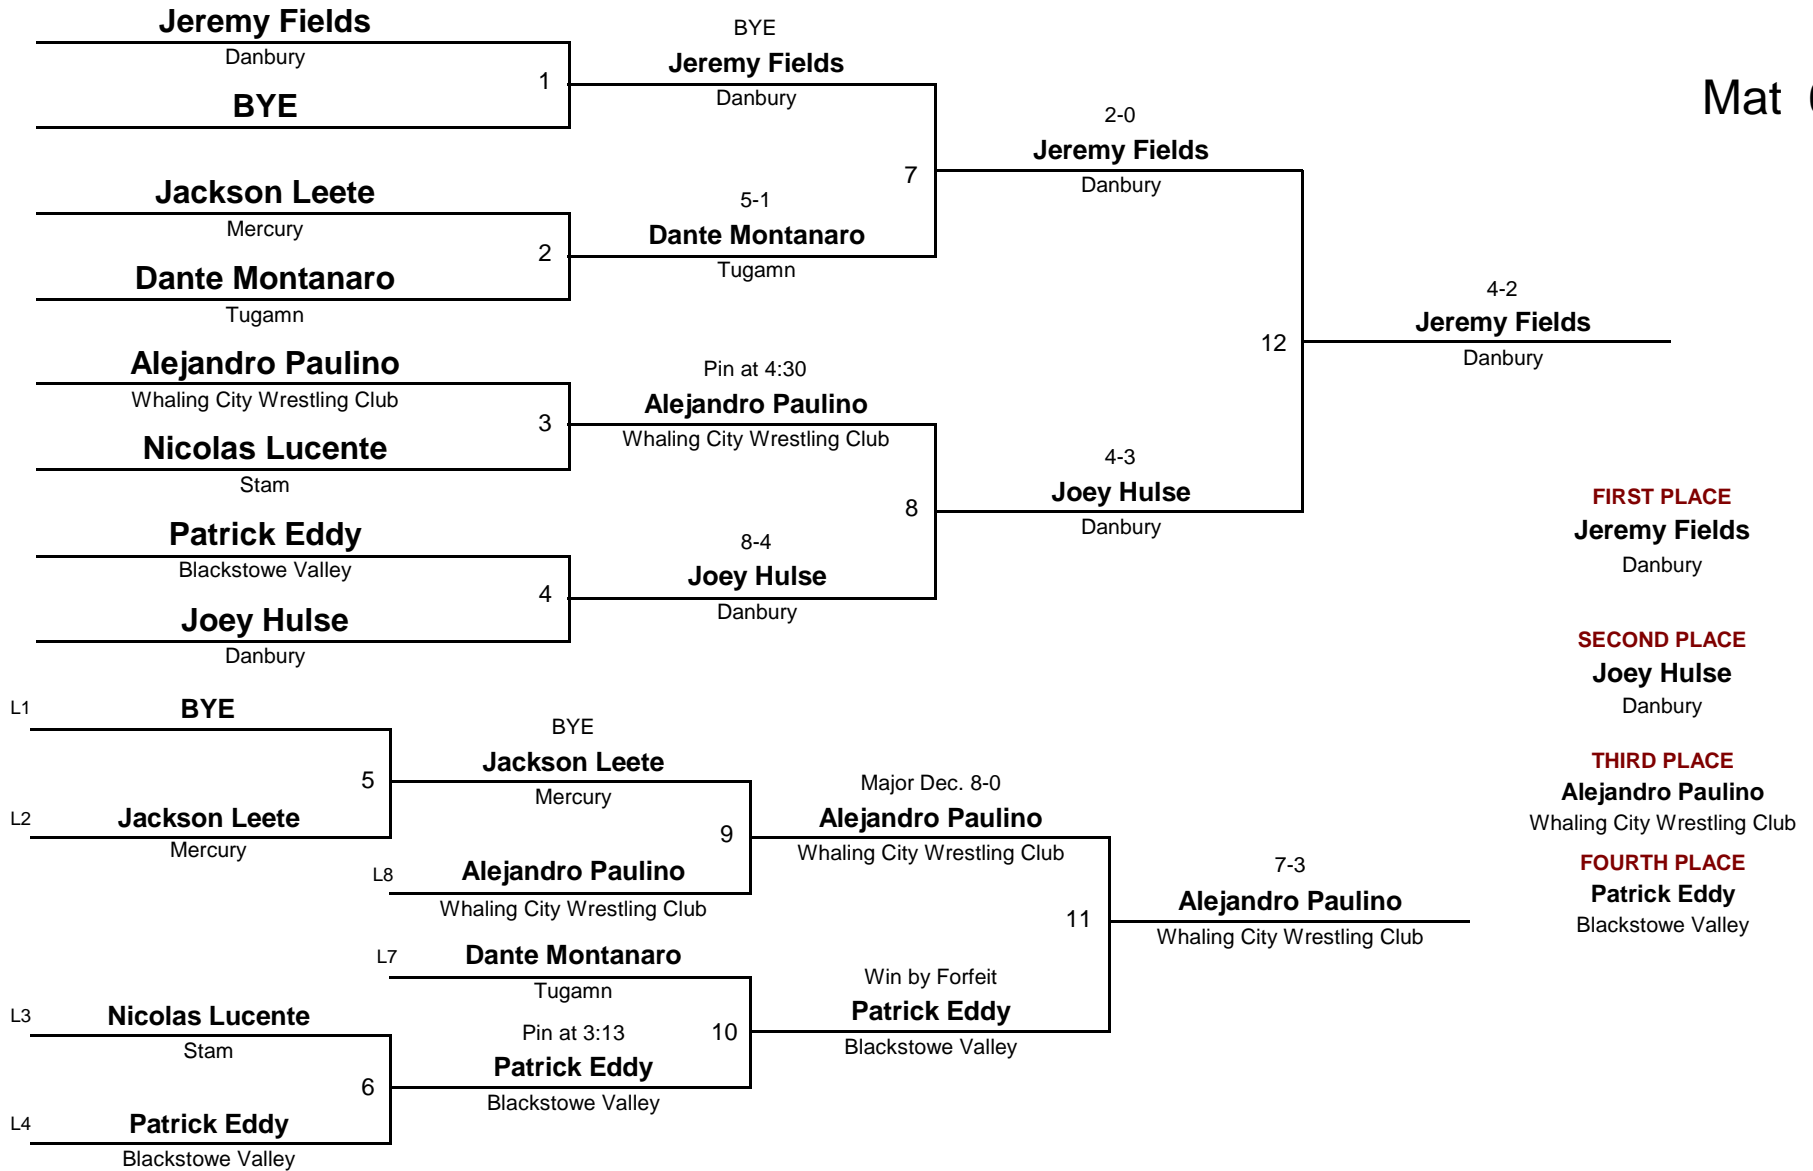 Jeremy Fields
Danbury
1
BYE
BYE
Jeremy Fields
Danbury
Mat
Jackson Leete
Mercury
2
Dante Montanaro
Tugamn
5-1
Dante Montanaro
Tugamn
7
2-0
Jeremy Fields
Danbury
Alejandro Paulino
Whaling City Wrestling Club
3
Nicolas Lucente
Stam
Pin at 4:30
Alejandro Paulino
Whaling City Wrestling Club
Patrick Eddy
Blackstowe Valley
4
Joey Hulse
Danbury
8-4
Joey Hulse
Danbury
8
4-3
Joey Hulse
Danbury
12
4-2
Jeremy Fields
Danbury
FIRST PLACE
Jeremy Fields
Danbury
SECOND PLACE
Joey Hulse
Danbury
THIRD PLACE
Alejandro Paulino
Whaling City Wrestling Club
FOURTH PLACE
Patrick Eddy
Blackstowe Valley
L1
BYE
5
L2
Jackson Leete
Mercury
BYE
Jackson Leete
Mercury
9
L8
Alejandro Paulino
Whaling City Wrestling Club
Major Dec. 8-0
Alejandro Paulino
Whaling City Wrestling Club
L7
Dante Montanaro
Tugamn
10
L3
Nicolas Lucente
Stam
6
L4
Patrick Eddy
Blackstowe Valley
Pin at 3:13
Patrick Eddy
Blackstowe Valley
Win by Forfeit
Patrick Eddy
Blackstowe Valley
11
7-3
Alejandro Paulino
Whaling City Wrestling Club